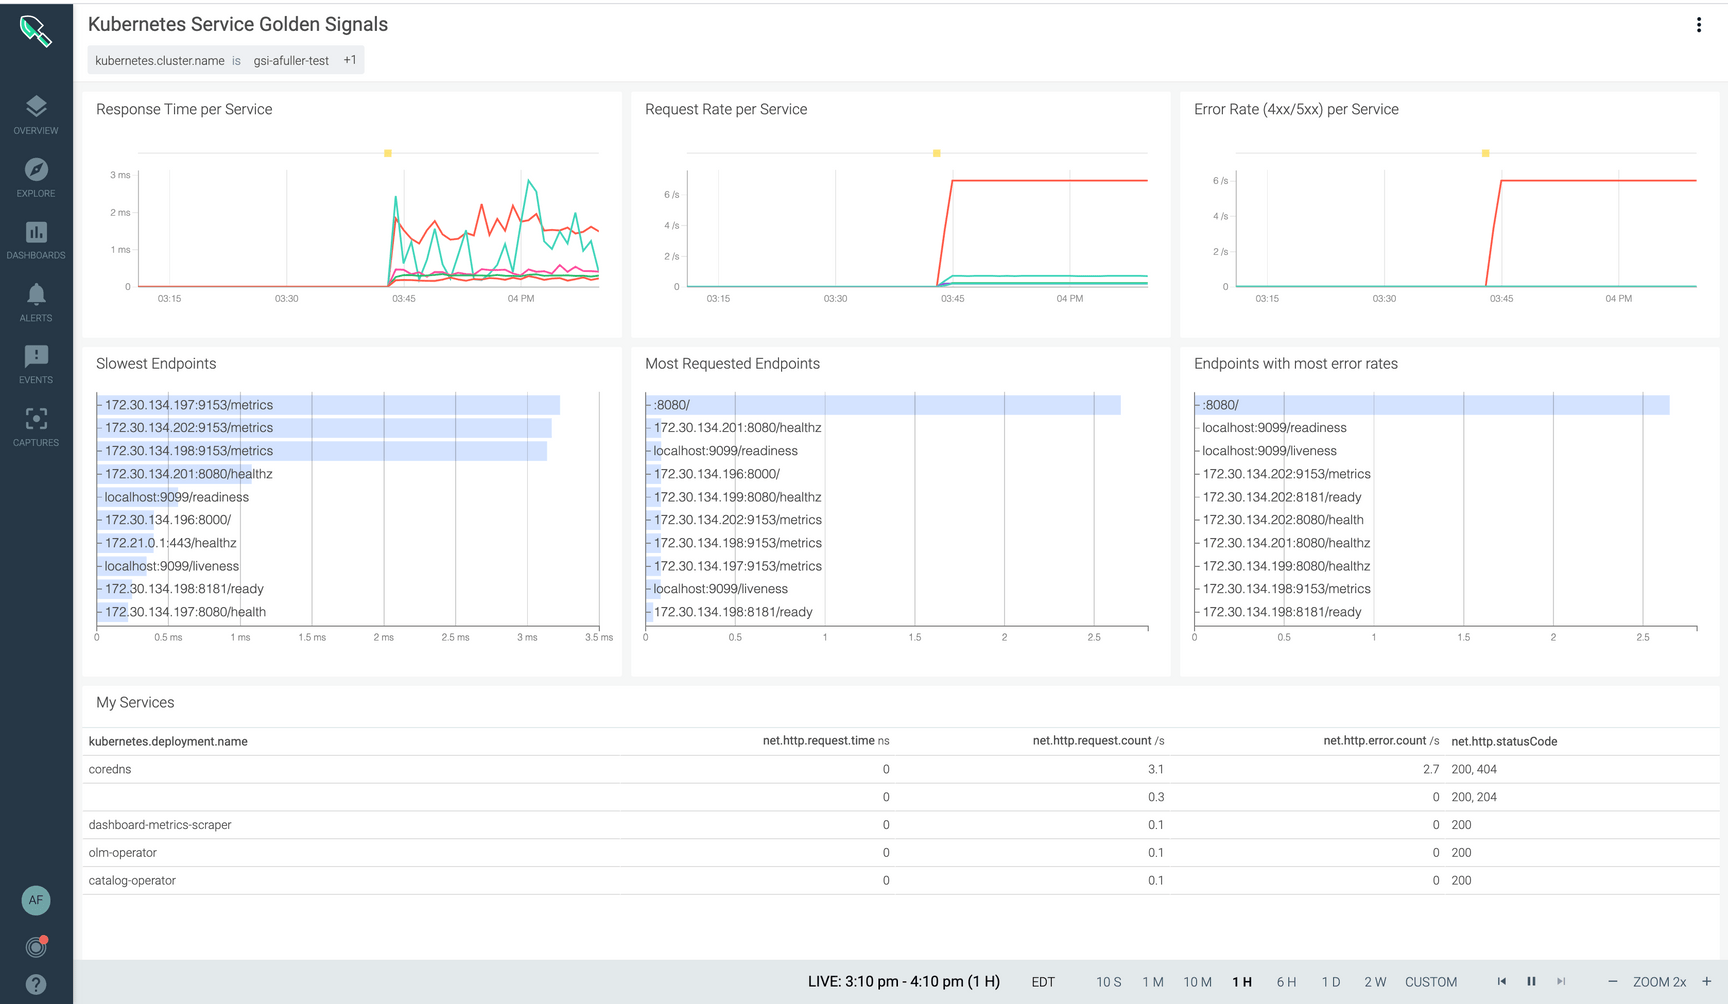 Kubernetes Service Golden Signals
kubernetes.cluster.name is gsi-afuller-test +1
OVERVIEW
EXPLORE
DASHBOARDS
ALERTS
EVENTS
CAPTURES
AF
Response Time per Service
3 ms
2 ms
1 ms
0
03:15 03:30 03:45 04 PM
Request Rate per Service
6 /s
4 /s
2 /s
0
03:15 03:30 03:45 04 PM
Error Rate (4xx/5xx) per Service
6 /s
4 /s
2 /s
0
03:15 03:30 03:45 04 PM
Slowest Endpoints
172.30.134.197:9153/metrics
172.30.134.202:9153/metrics
172.30.134.198:9153/metrics
172.30.134.201:8080/healthz
localhost:9099/readiness
172.30.134.196:8000/
172.21.0.1:443/healthz
localhost:9099/liveness
172.30.134.198:8181/ready
172.30.134.197:8080/health
0 0.5 ms 1 ms 1.5 ms 2 ms 2.5 ms 3 ms 3.5 ms
Most Requested Endpoints
:8080/
172.30.134.201:8080/healthz
localhost:9099/readiness
172.30.134.196:8000/
172.30.134.199:8080/healthz
172.30.134.202:9153/metrics
172.30.134.198:9153/metrics
172.30.134.197:9153/metrics
localhost:9099/liveness
172.30.134.198:8181/ready
0 0.5 1 1.5 2 2.5
Endpoints with most error rates
:8080/
localhost:9099/readiness
localhost:9099/liveness
172.30.134.202:9153/metrics
172.30.134.202:8181/ready
172.30.134.202:8080/health
172.30.134.201:8080/healthz
172.30.134.199:8080/healthz
172.30.134.198:9153/metrics
172.30.134.198:8181/ready
0 0.5 1 1.5 2 2.5
My Services
kubernetes.deployment.name net.http.request.time ns net.http.request.count /s net.http.error.count /s net.http.statusCode
coredns 0 3.1 2.7 200, 404
0 0.3 0 200, 204
dashboard-metrics-scraper 0 0.1 0 200
olm-operator 0 0.1 0 200
catalog-operator 0 0.1 0 200
LIVE: 3:10 pm - 4:10 pm (1 H) EDT 10 S 1 M 10 M 1 H 6 H 1 D 2 W CUSTOM − ZOOM 2x +